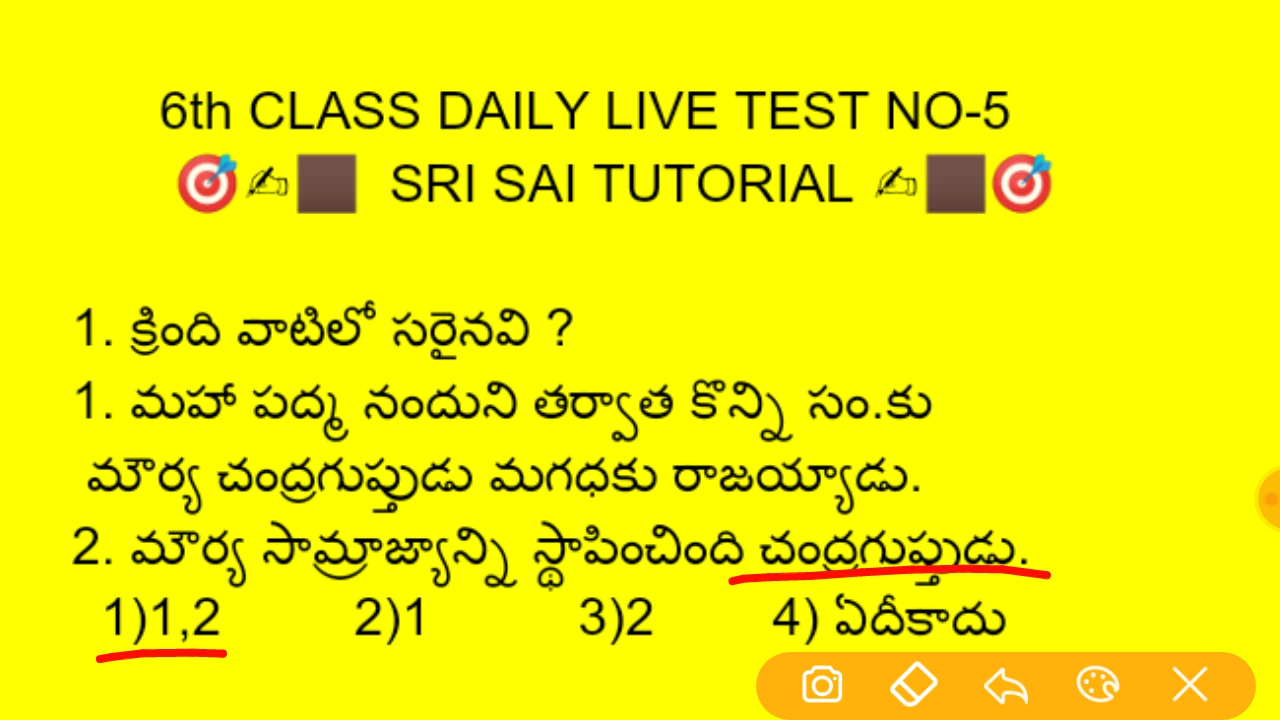 6th CLASS DAILY LIVE TEST NO-5
🎯✍🏿 SRI SAI TUTORIAL ✍🏿🎯
1. క్రింది వాటిలో సరైనవి ?
1. మహా పద్మ నందుని తర్వాత కొన్ని సం.కు
మౌర్య చంద్రగుప్తుడు మగధకు రాజయ్యాడు.
2. మౌర్య సామ్రాజ్యాన్ని స్థాపించింది చంద్రగుప్తుడు.
1)1,2 2)1 3)2 4) ఏదీకాదు